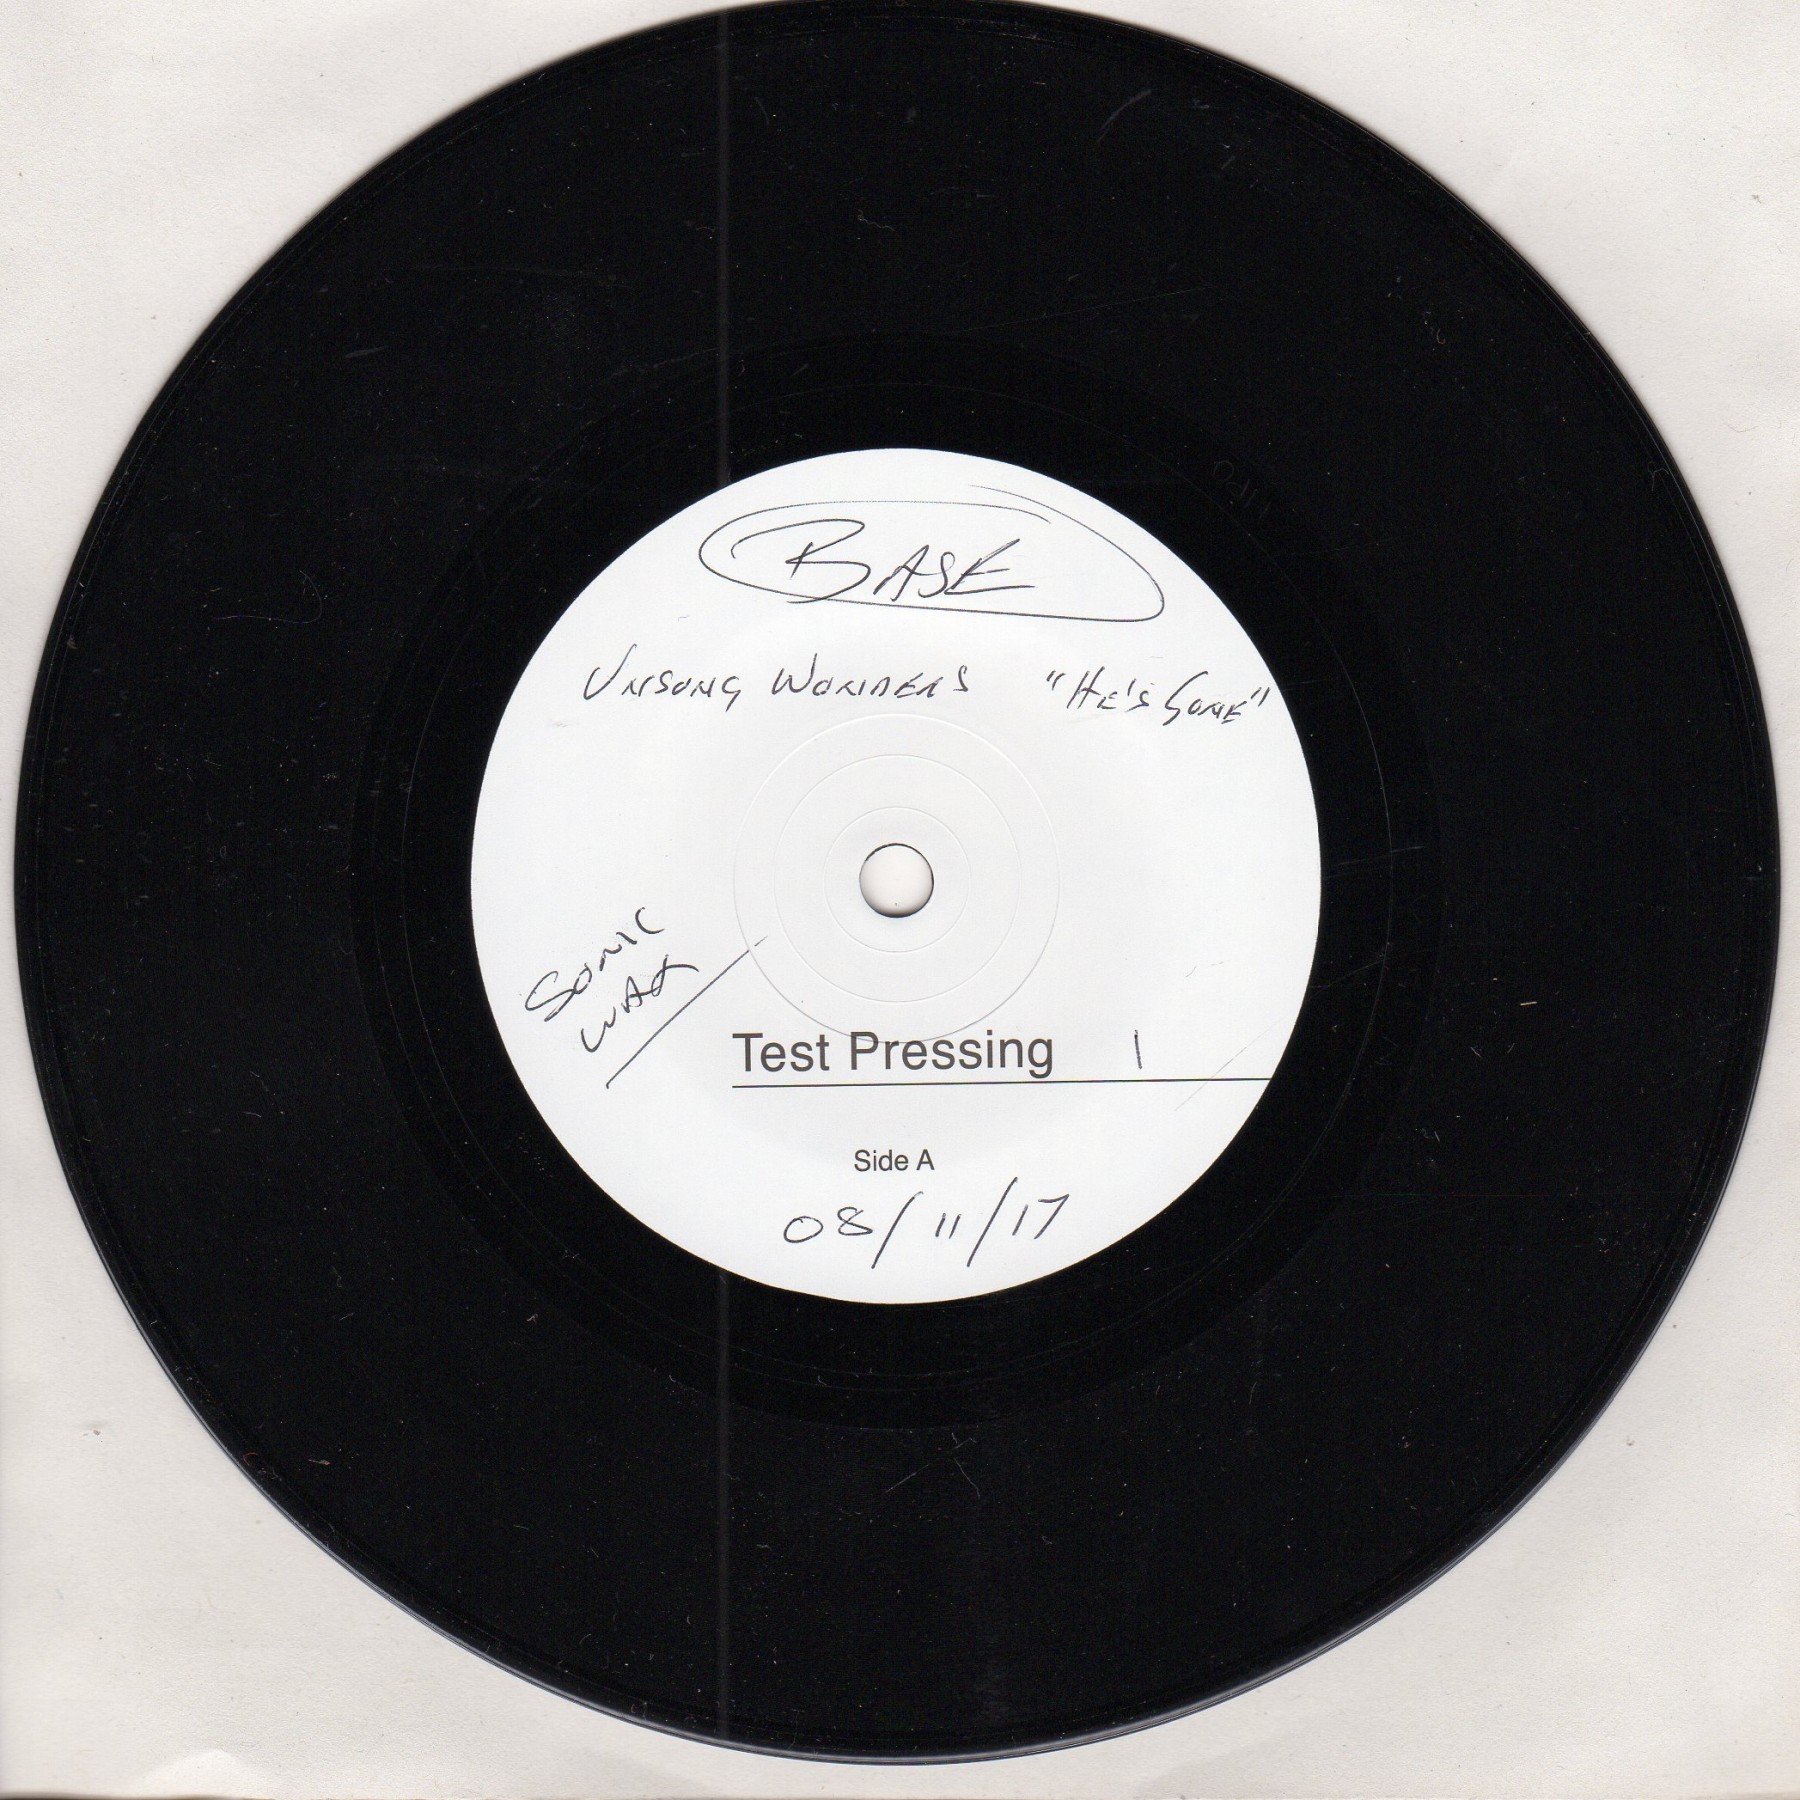 BASE
UNSUNG WONDERS "HE'S GONE"
SONIC
WAX
Test Pressing 1
Side A
08/11/17